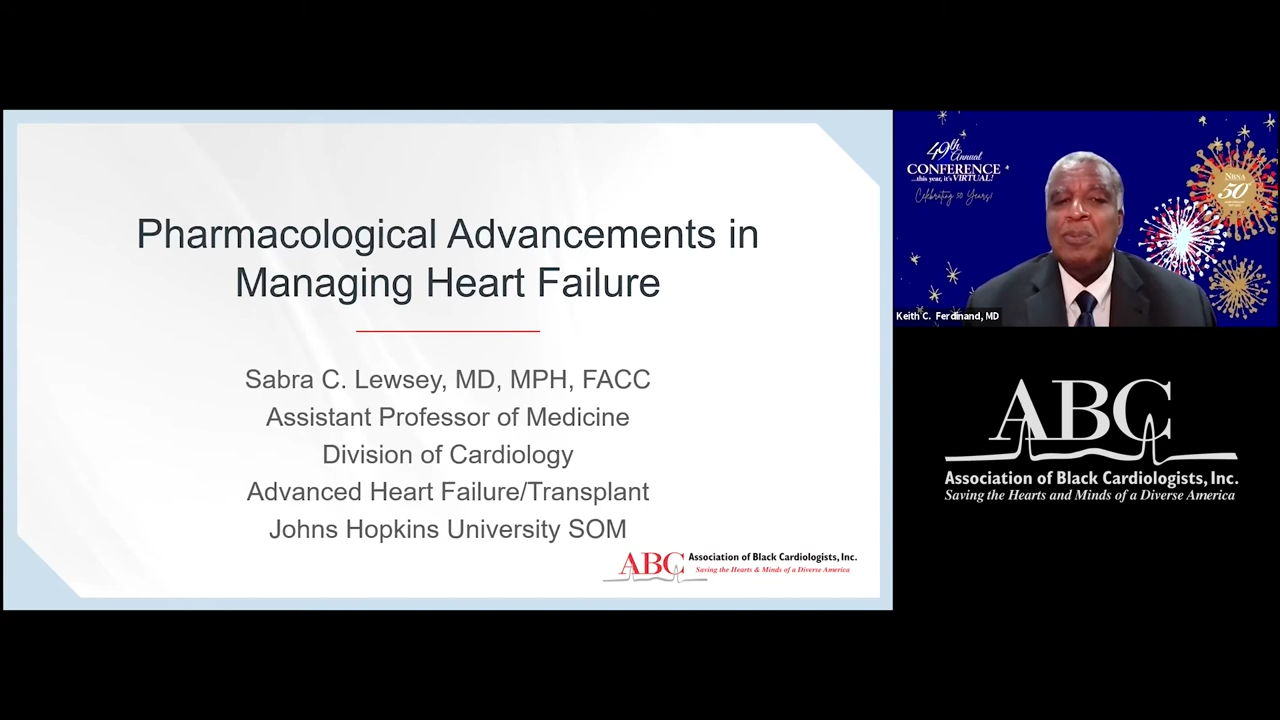 Pharmacological Advancements in
Managing Heart Failure
Sabra C. Lewsey, MD, MPH, FACC
Assistant Professor of Medicine
Division of Cardiology
Advanced Heart Failure/Transplant
Johns Hopkins University SOM
ABC
Association of Black Cardiologists, Inc.
Saving the Hearts & Minds of a Diverse America
49th Annual
CONFERENCE
...this year, it's VIRTUAL!
Celebrating 50 Years!
NBNA
50
Keith C. Ferdinand, MD
ABC
Association of Black Cardiologists, Inc.
Saving the Hearts and Minds of a Diverse America